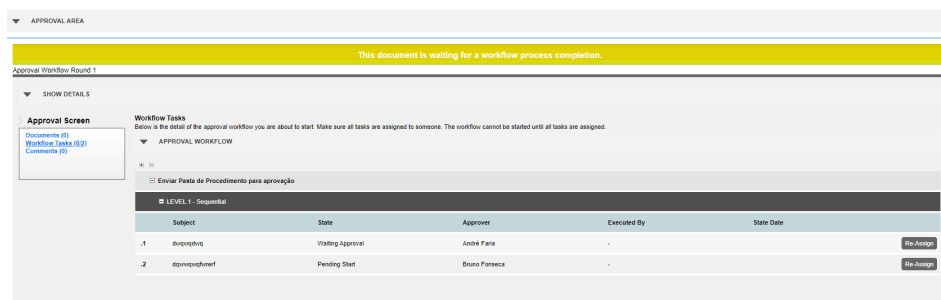 APPROVAL AREA
This document is waiting for a workflow process completion.
Approval Workflow Round 1
SHOW DETAILS
Approval Screen
Documents (0)
Workflow Tasks (0/2)
Comments (0)
Workflow Tasks
Below is the detail of the approval workflow you are about to start. Make sure all tasks are assigned to someone. The workflow cannot be started until all tasks are assigned.
APPROVAL WORKFLOW
Enviar Pasta de Procedimento para aprovação
LEVEL 1 - Sequential
Subject State Approver Executed By State Date
.1 dwqwqdwq Waiting Approval André Faria - Re-Assign
.2 Pending Start Bruno Fonseca - Re-Assign